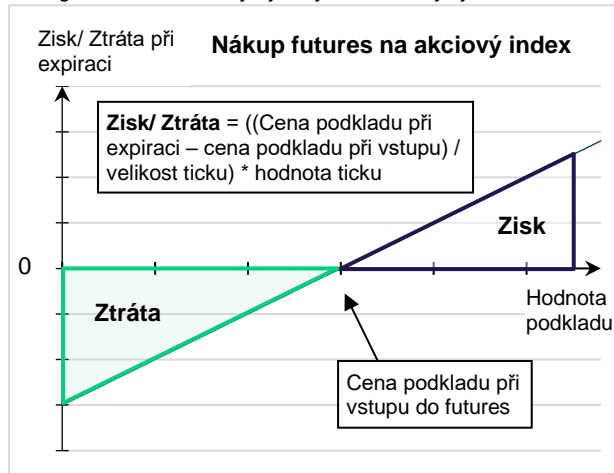 Zisk/ Ztráta při
expiraci
Nákup futures na akciový index
Zisk/ Ztráta = ((Cena podkladu při
expiraci – cena podkladu při vstupu) /
velikost ticku) * hodnota ticku
Zisk
0
Ztráta
Hodnota
podkladu
Cena podkladu při
vstupu do futures